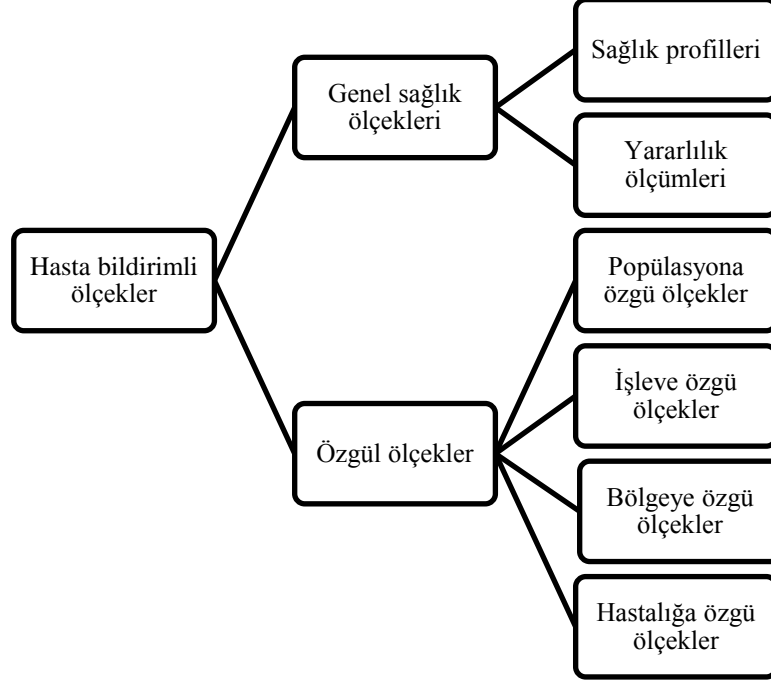 Hasta bildirimli
ölçekler
Genel sağlık
ölçekleri
Sağlık profilleri
Yararlılık
ölçümleri
Özgül ölçekler
Popülasyona
özgü ölçekler
İşleve özgü
ölçekler
Bölgeye özgü
ölçekler
Hastalığa özgü
ölçekler